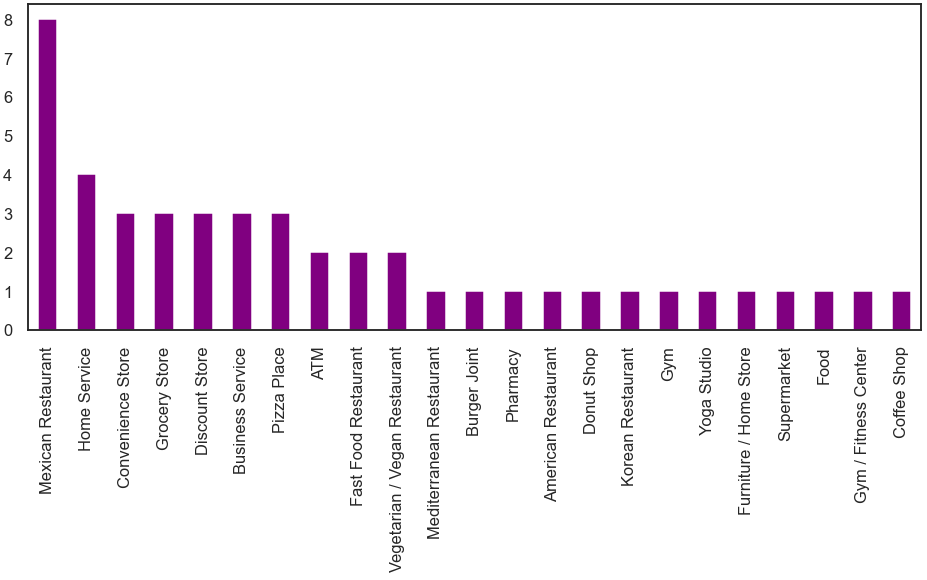 8
7
6
5
4
3
2
1
0
Mexican Restaurant
Home Service
Convenience Store
Grocery Store
Discount Store
Business Service
Pizza Place
ATM
Fast Food Restaurant
Vegetarian / Vegan Restaurant
Mediterranean Restaurant
Burger Joint
Pharmacy
American Restaurant
Donut Shop
Korean Restaurant
Gym
Yoga Studio
Furniture / Home Store
Supermarket
Food
Gym / Fitness Center
Coffee Shop